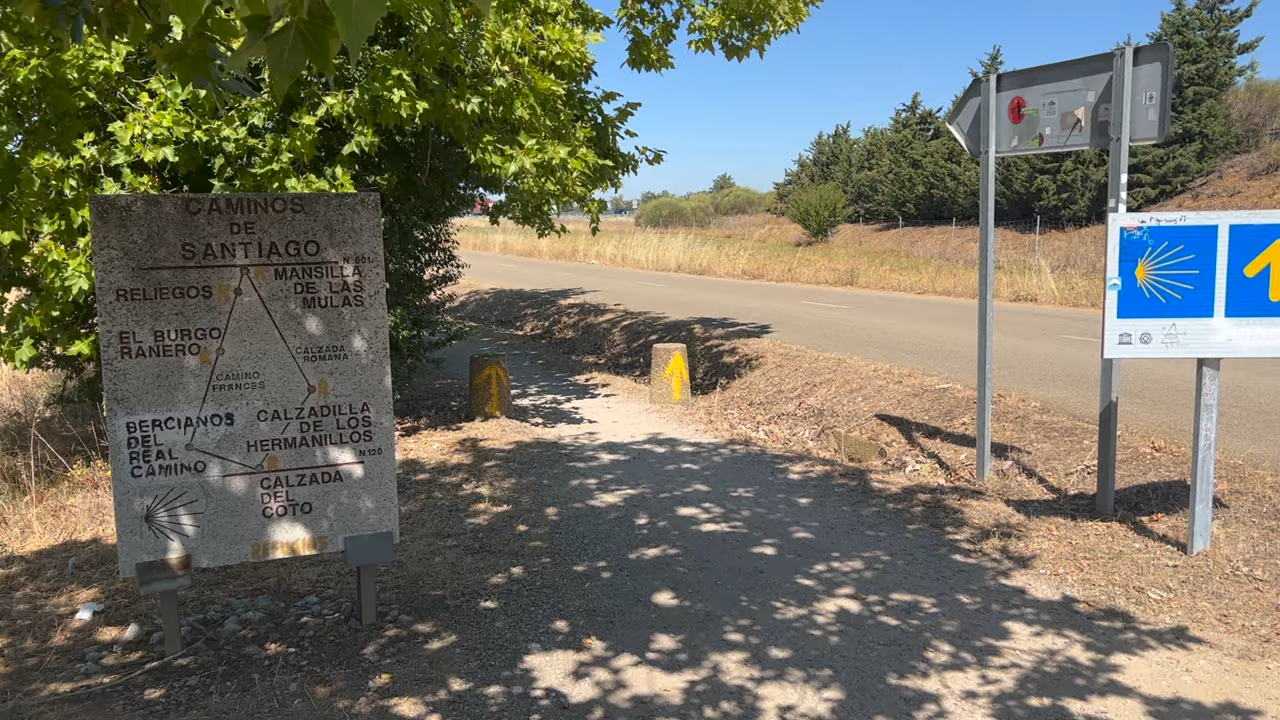 CAMINOS
DE
SANTIAGO
N 601
MANSILLA
DE LAS
MULAS
RELIEGOS
EL BURGO
RANERO
CALZADA
ROMANA
CAMINO
FRANCES
BERCIANOS
DEL
REAL
CAMINO
CALZADILLA
DE LOS
HERMANILLOS
N.120
CALZADA
DEL
COTO